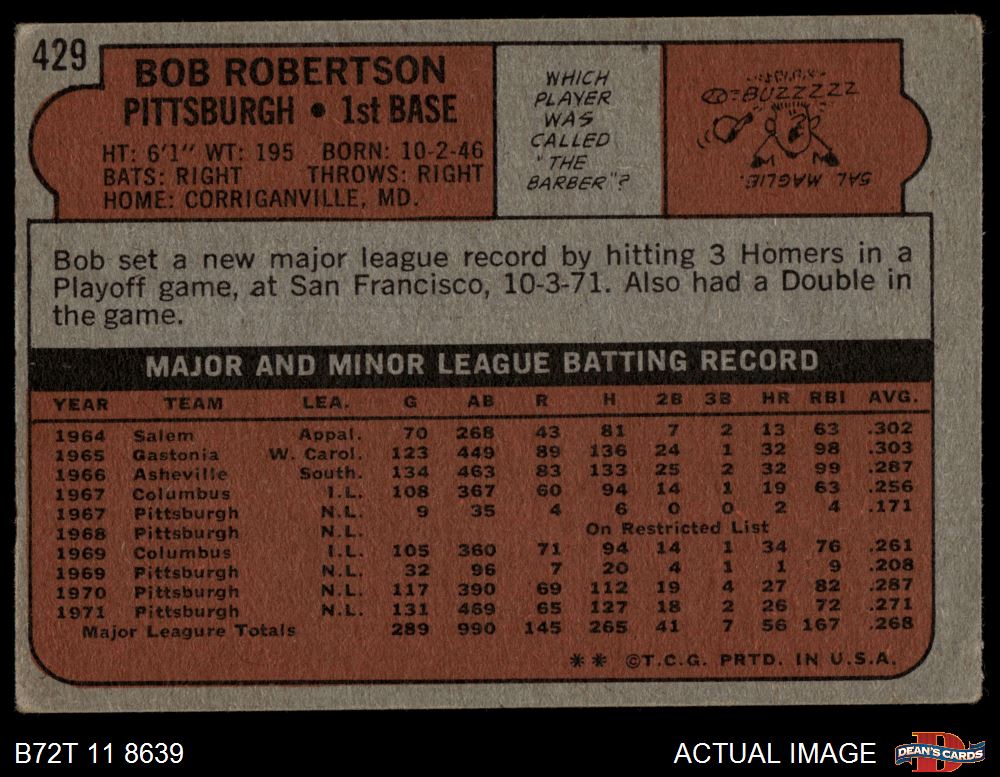 429
BOB ROBERTSON
PITTSBURGH • 1st BASE
HT: 6'1" WT: 195 BORN: 10-2-46
BATS: RIGHT THROWS: RIGHT
HOME: CORRIGANVILLE, MD.
WHICH
PLAYER
WAS
CALLED
"THE
BARBER"?
BUZZZZZ
SAL MAGLIE.
Bob set a new major league record by hitting 3 Homers in a
Playoff game, at San Francisco, 10-3-71. Also had a Double in
the game.
MAJOR AND MINOR LEAGUE BATTING RECORD
YEAR TEAM LEA. G AB R H 2B 3B HR RBI AVG.
1964 Salem Appal. 70 268 43 81 7 2 13 63 .302
1965 Gastonia W. Carol. 123 449 89 136 24 1 32 98 .303
1966 Asheville South. 134 463 83 133 25 2 32 99 .287
1967 Columbus I.L. 108 367 60 94 14 1 19 63 .256
1967 Pittsburgh N.L. 9 35 4 6 0 0 2 4 .171
1968 Pittsburgh N.L. On Restricted List
1969 Columbus I.L. 105 360 71 94 14 1 34 76 .261
1969 Pittsburgh N.L. 32 96 7 20 4 1 1 9 .208
1970 Pittsburgh N.L. 117 390 69 112 19 4 27 82 .287
1971 Pittsburgh N.L. 131 469 65 127 18 2 26 72 .271
Major Leagure Totals 289 990 145 265 41 7 56 167 .268
** ©T.C.G. PRTD. IN U.S.A.
B72T 11 8639
ACTUAL IMAGE
DEAN'S CARDS